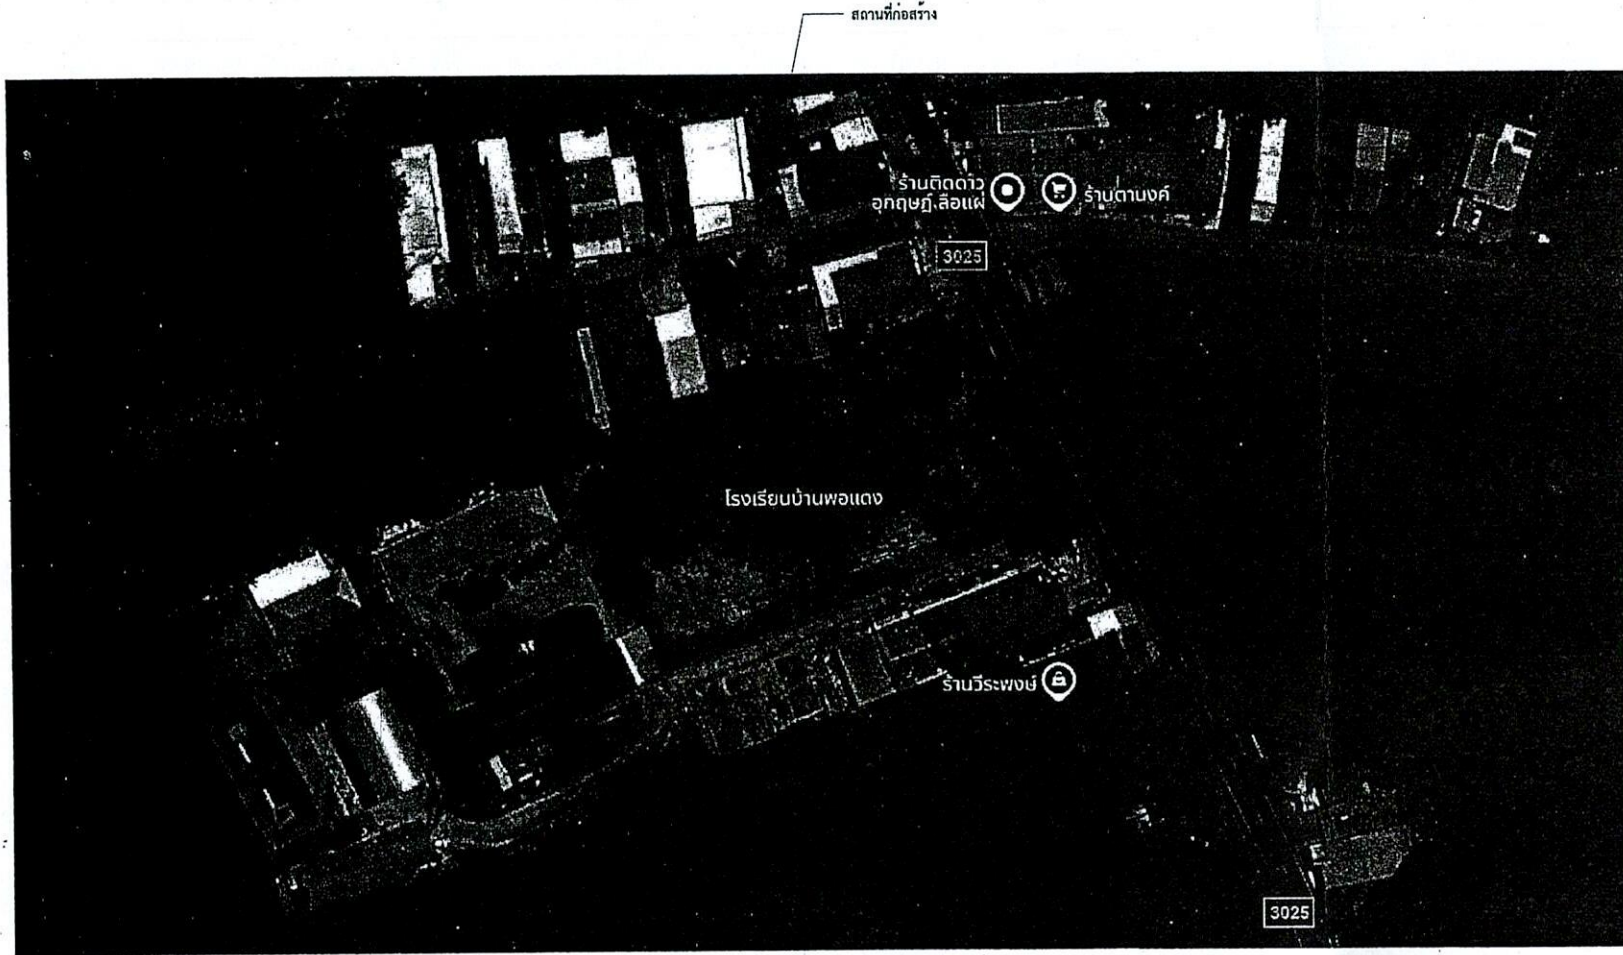 สถานที่ก่อสร้าง
ร้านติดดาว
อุกฤษฎ์.ลือแผ่
ร้านตานงค์
3025
โรงเรียนบ้านพอแดง
ร้านวีระพงษ์
3025